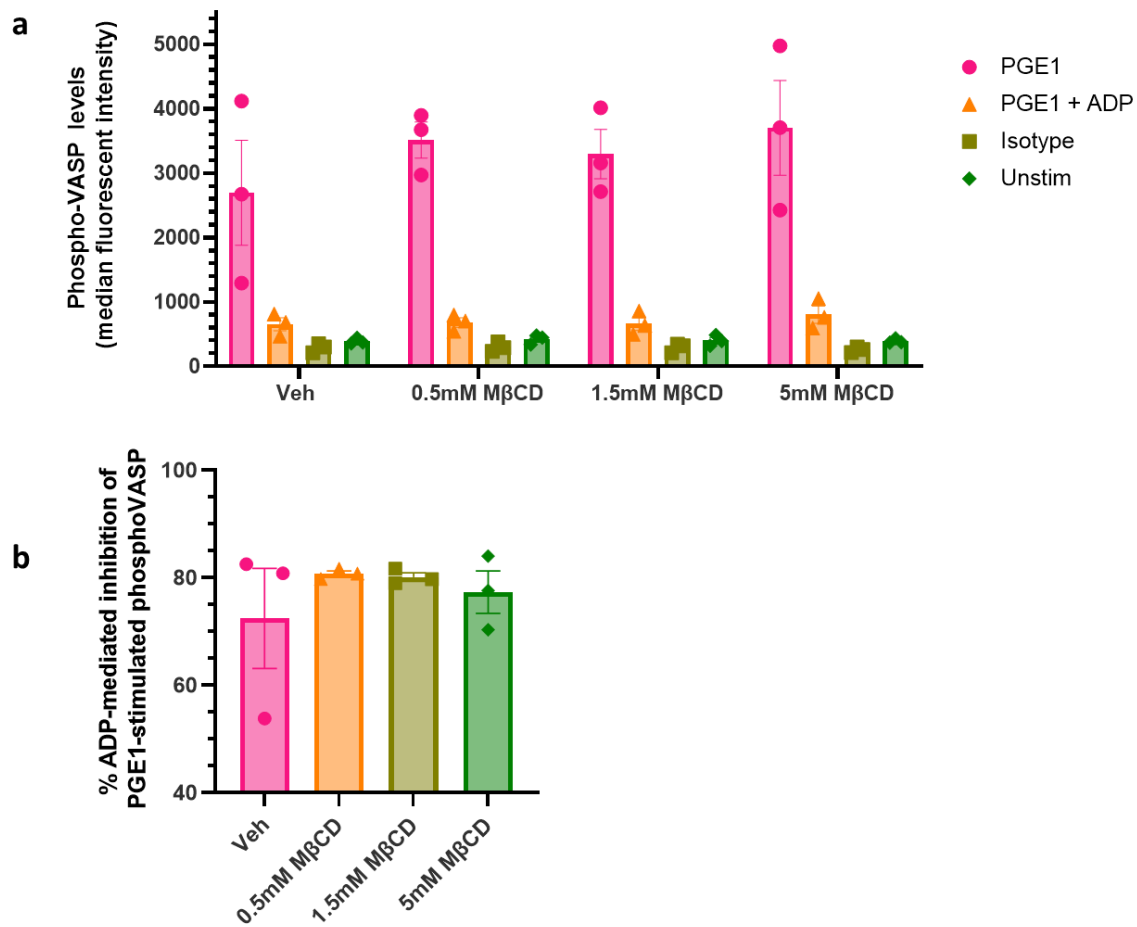 a
Phospho-VASP levels
(median fluorescent intensity)
5000
4000
3000
2000
1000
0
Veh
0.5mM MβCD
1.5mM MβCD
5mM MβCD
PGE1
PGE1 + ADP
Isotype
Unstim
b
% ADP-mediated inhibition of
PGE1-stimulated phosphoVASP
100
80
60
40
Veh
0.5mM MβCD
1.5mM MβCD
5mM MβCD